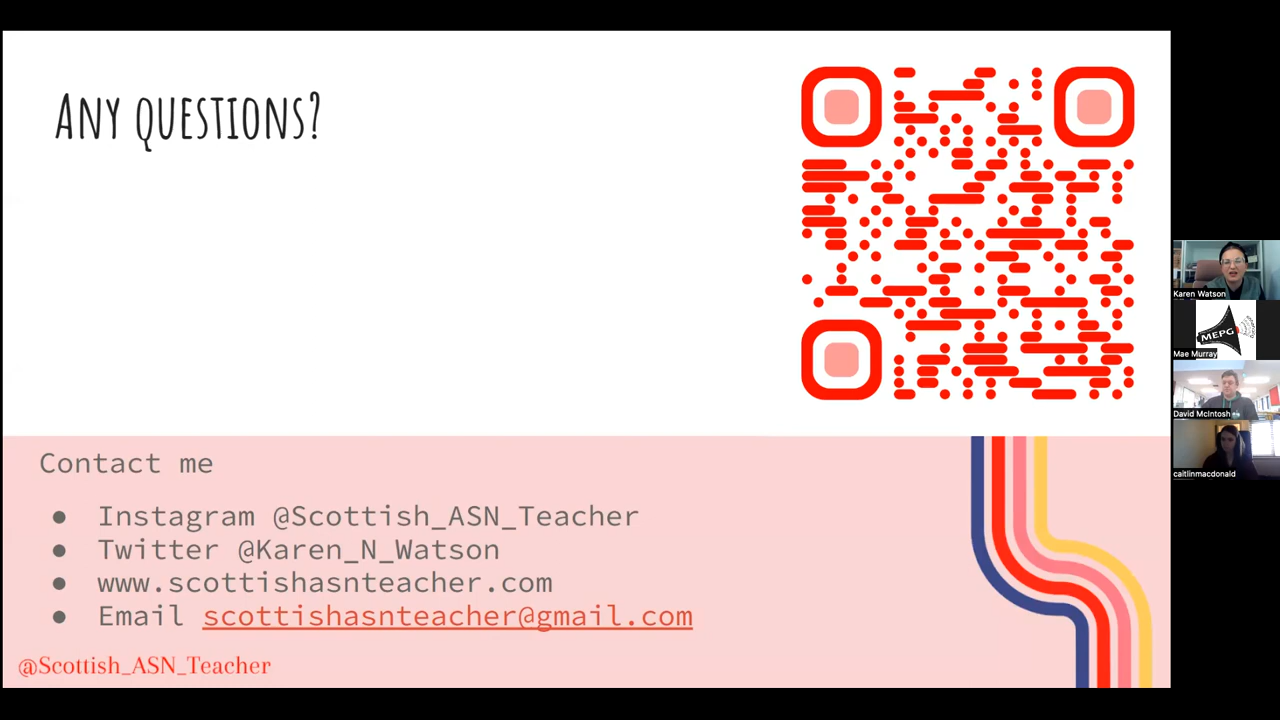 Any questions?
Contact me
● Instagram @Scottish_ASN_Teacher
● Twitter @Karen_N_Watson
● www.scottishasnteacher.com
● Email scottishasnteacher@gmail.com
@Scottish_ASN_Teacher
Karen Watson
MEPG
Mae Murray
David McIntosh
caitlinmacdonald